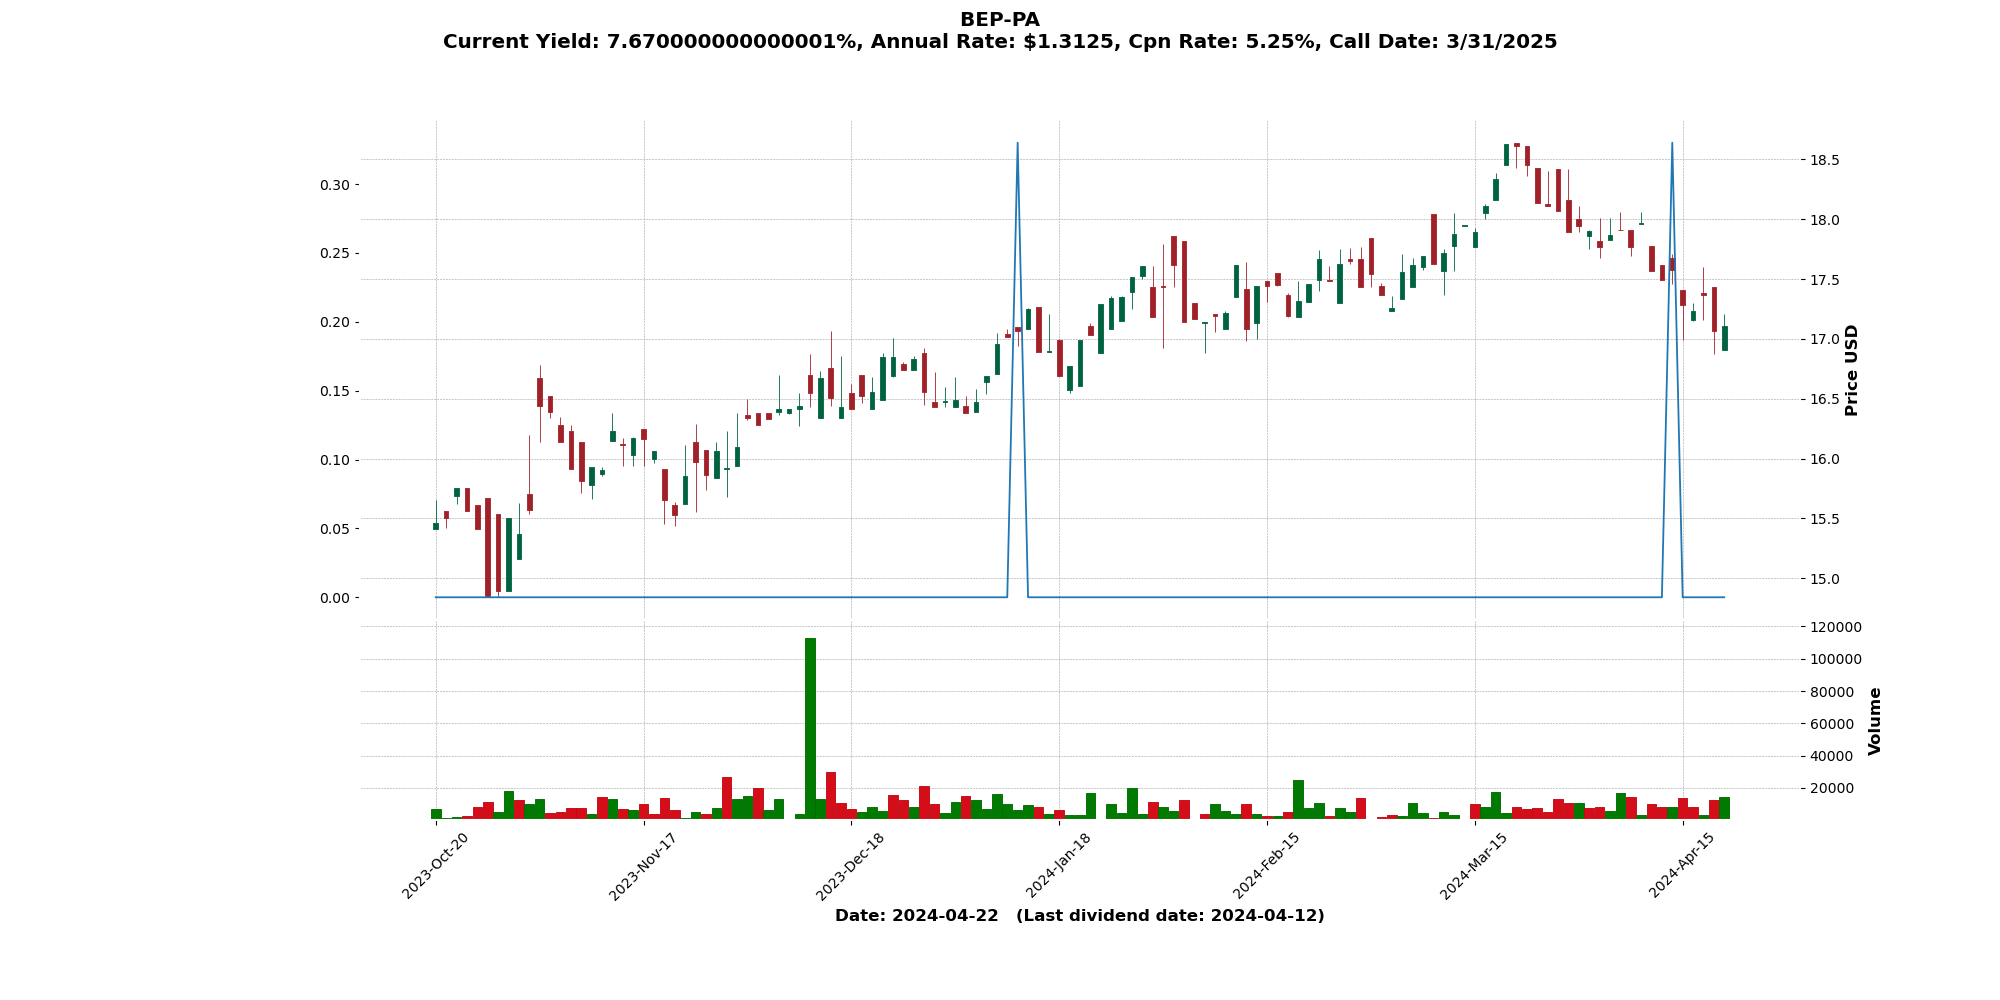 BEP-PA
Current Yield: 7.670000000000001%, Annual Rate: $1.3125, Cpn Rate: 5.25%, Call Date: 3/31/2025
0.30
0.25
0.20
0.15
0.10
0.05
0.00
18.5
18.0
17.5
17.0
16.5
16.0
15.5
15.0
Price USD
120000
100000
80000
60000
40000
20000
Volume
2023-Oct-20
2023-Nov-17
2023-Dec-18
2024-Jan-18
2024-Feb-15
2024-Mar-15
2024-Apr-15
Date: 2024-04-22   (Last dividend date: 2024-04-12)